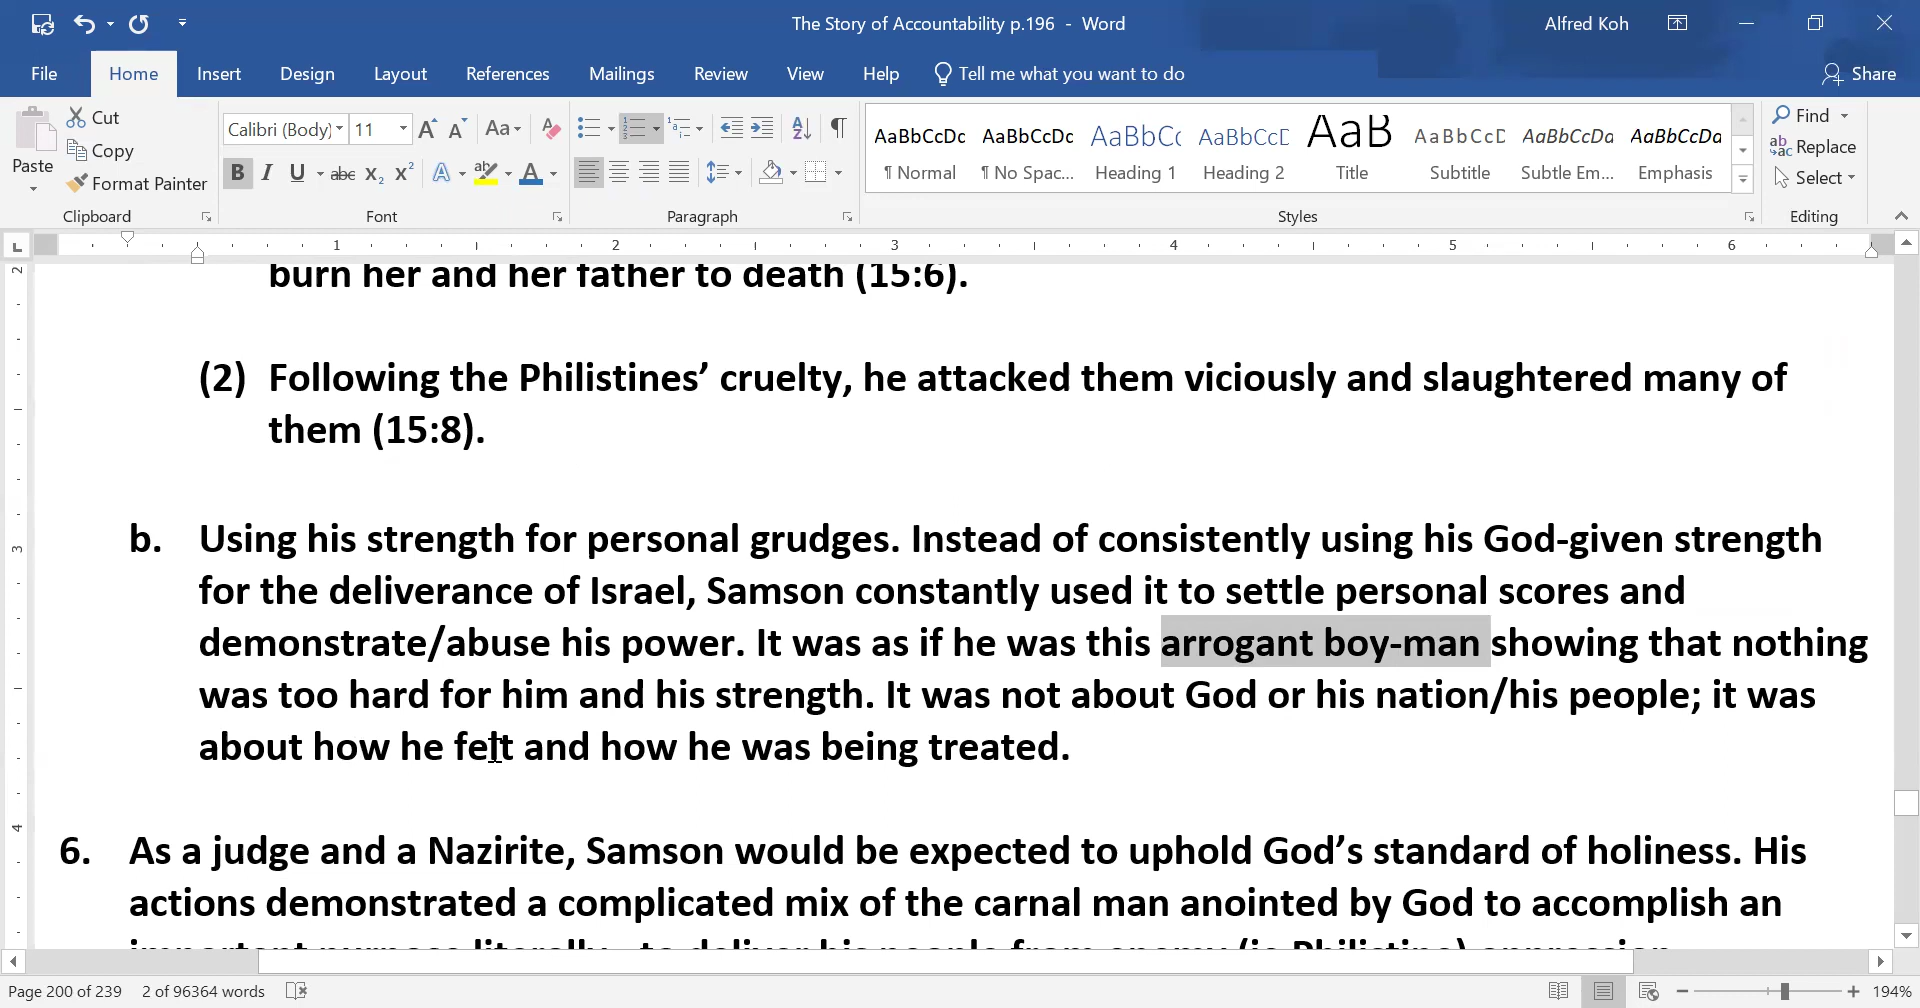 The Story of Accountability p.196 - Word
Alfred Koh
File Home Insert Design Layout References Mailings Review View Help Tell me what you want to do Share
Paste
Cut
Copy
Format Painter
Clipboard
Calibri (Body) 11
Font
Paragraph
AaBbCcDc AaBbCcDc AaBbCc AaBbCcD AaB AaBbCcD AaBbCcDd AaBbCcDd
¶ Normal ¶ No Spac... Heading 1 Heading 2 Title Subtitle Subtle Em... Emphasis
Styles
Find
Replace
Select
Editing
1 2 3 4 5 6
burn her and her father to death (15:6).
(2) Following the Philistines’ cruelty, he attacked them viciously and slaughtered many of
them (15:8).
b. Using his strength for personal grudges. Instead of consistently using his God-given strength
for the deliverance of Israel, Samson constantly used it to settle personal scores and
demonstrate/abuse his power. It was as if he was this arrogant boy-man showing that nothing
was too hard for him and his strength. It was not about God or his nation/his people; it was
about how he felt and how he was being treated.
6. As a judge and a Nazirite, Samson would be expected to uphold God’s standard of holiness. His
actions demonstrated a complicated mix of the carnal man anointed by God to accomplish an
Page 200 of 239 2 of 96364 words 194%